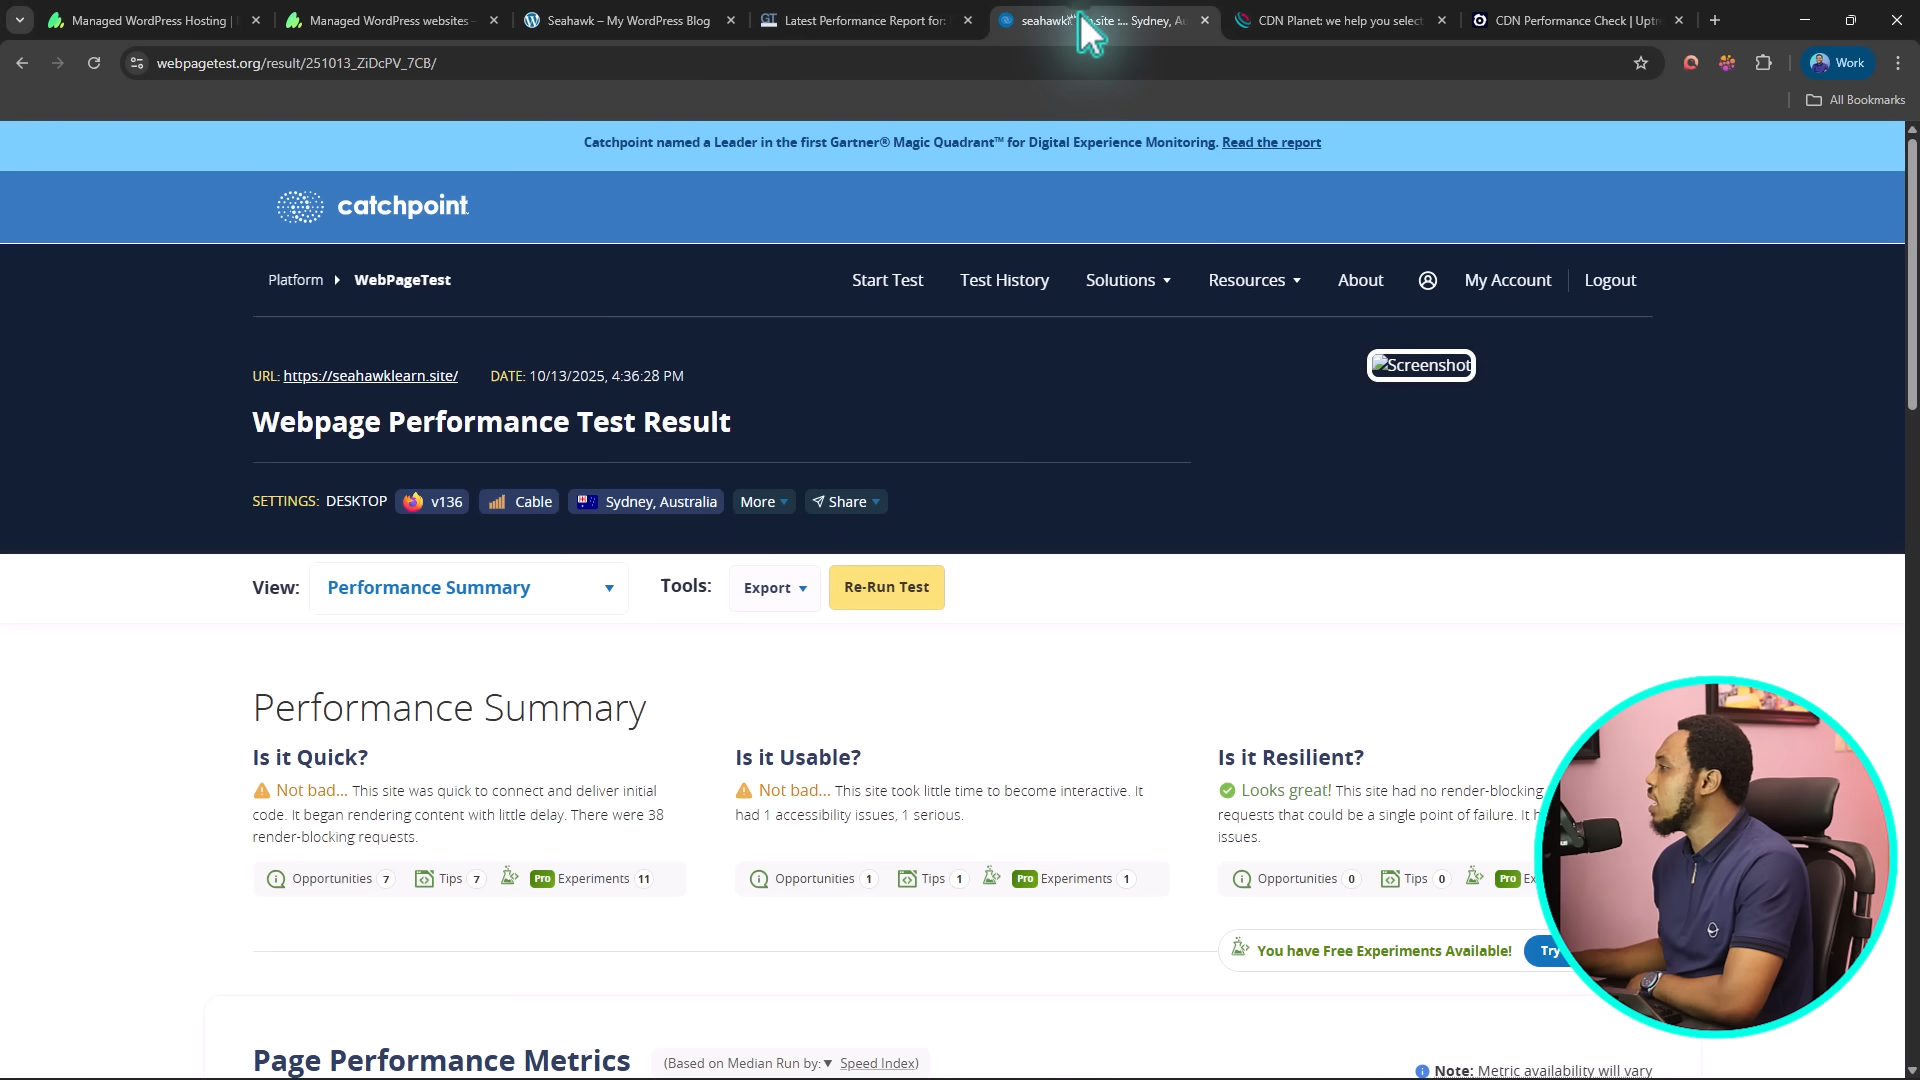 Managed WordPress Hosting |
Managed WordPress websites -
Seahawk – My WordPress Blog
Latest Performance Report for:
.site :... Sydney, Au
CDN Planet: we help you select
CDN Performance Check | Uptr
webpagetest.org/result/251013_ZiDcPV_7CB/
Work
All Bookmarks
Catchpoint named a Leader in the first Gartner® Magic Quadrant™ for Digital Experience Monitoring. Read the report
catchpoint
Platform WebPageTest
Start Test Test History Solutions Resources About My Account Logout
URL: https://seahawklearn.site/ DATE: 10/13/2025, 4:36:28 PM
Screenshot
Webpage Performance Test Result
SETTINGS: DESKTOP v136 Cable Sydney, Australia More Share
View: Performance Summary Tools: Export Re-Run Test
Performance Summary
Is it Quick?
Not bad... This site was quick to connect and deliver initial
code. It began rendering content with little delay. There were 38
render-blocking requests.
Opportunities 7 Tips 7 Pro Experiments 11
Is it Usable?
Not bad... This site took little time to become interactive. It
had 1 accessibility issues, 1 serious.
Opportunities 1 Tips 1 Pro Experiments 1
Is it Resilient?
Looks great! This site had no render-blocking
requests that could be a single point of failure. It
issues.
Opportunities 0 Tips 0 Pro Ex
You have Free Experiments Available! Try
Page Performance Metrics (Based on Median Run by: Speed Index)
Note: Metric availability will vary